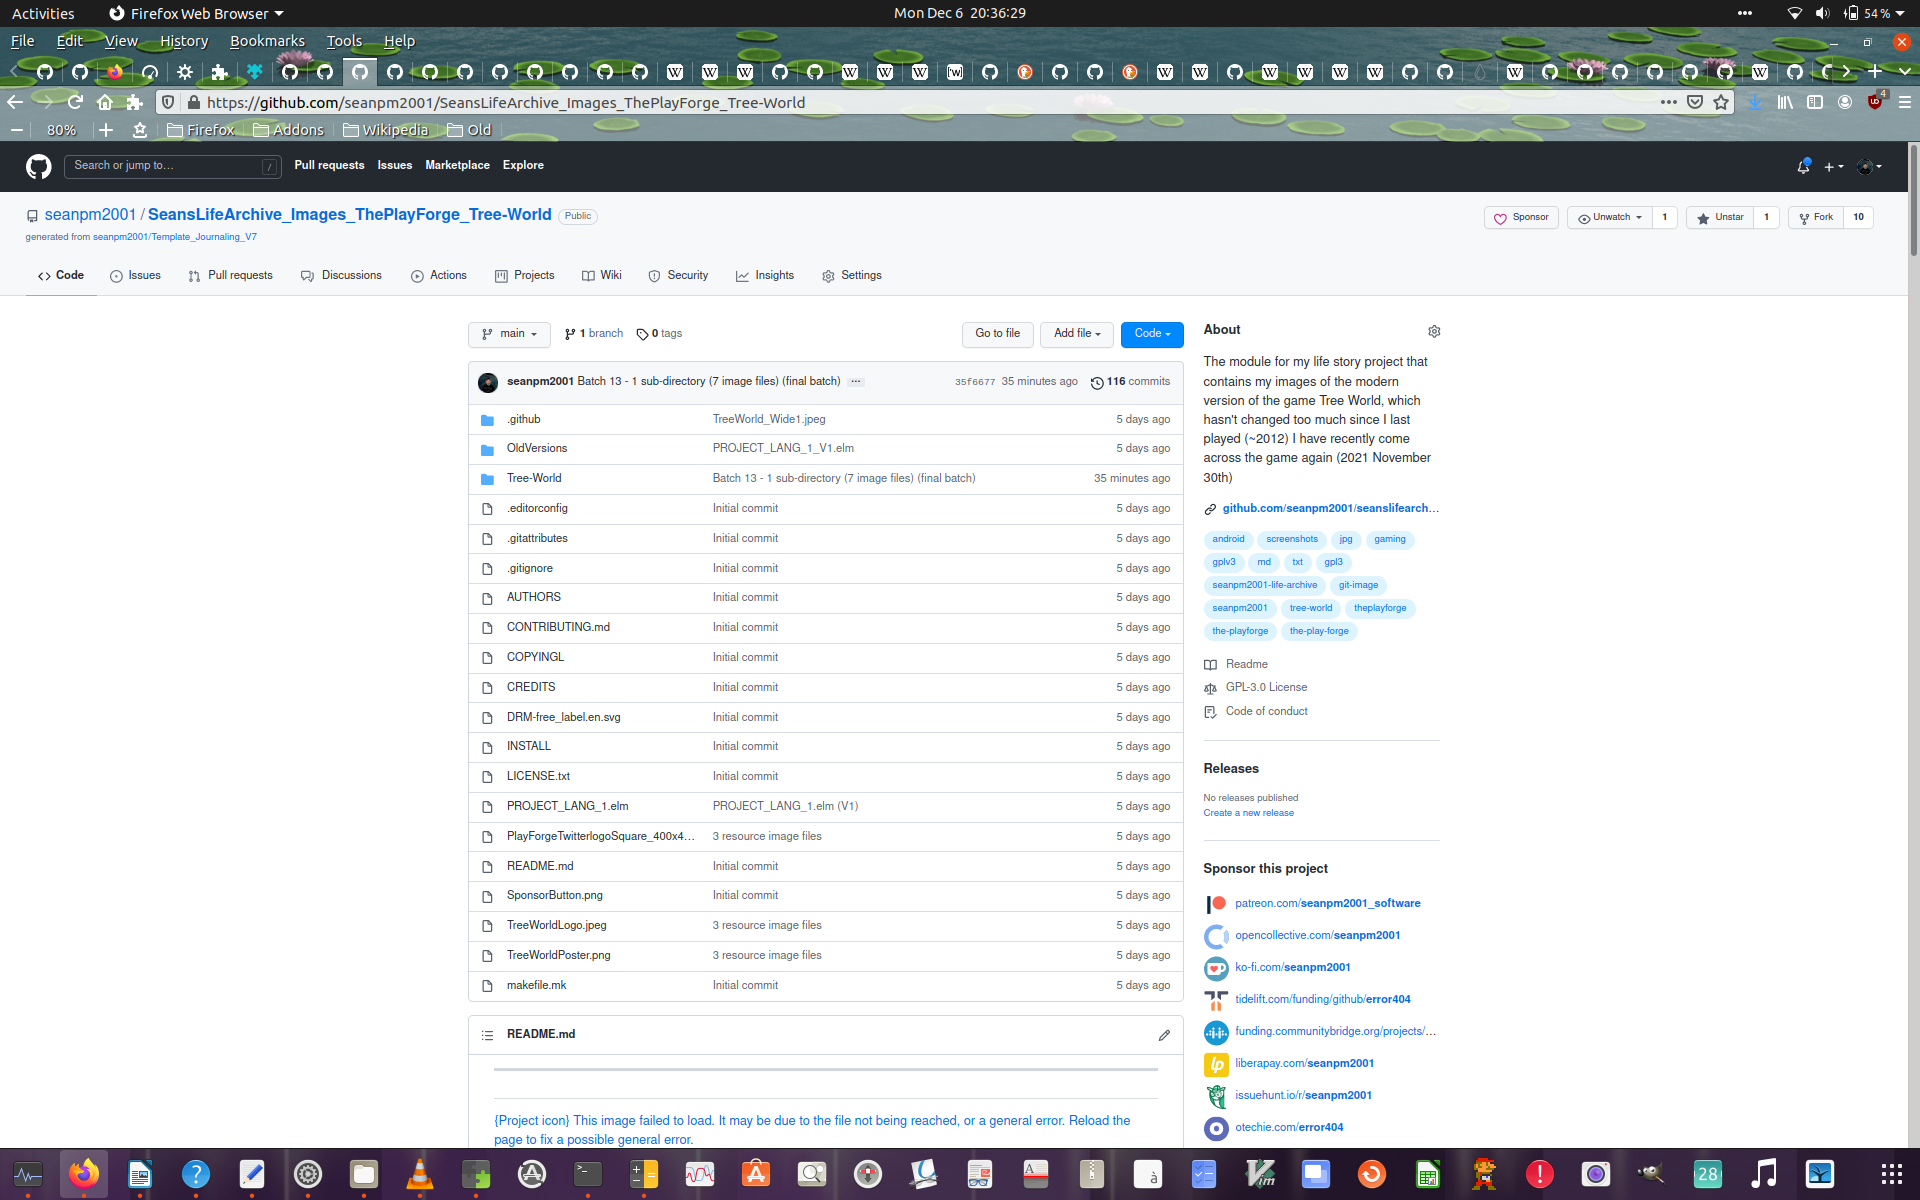 Activities Firefox Web Browser Mon Dec 6 20:36:29 54 %
File Edit View History Bookmarks Tools Help
https://github.com/seanpm2001/SeansLifeArchive_Images_ThePlayForge_Tree-World 4
80% Firefox Addons Wikipedia Old
Search or jump to... / Pull requests Issues Marketplace Explore
seanpm2001 / SeansLifeArchive_Images_ThePlayForge_Tree-World Public Sponsor Unwatch 1 Unstar 1 Fork 10
generated from seanpm2001/Template_Journaling_V7
Code Issues Pull requests Discussions Actions Projects Wiki Security Insights Settings
main 1 branch 0 tags Go to file Add file Code
seanpm2001 Batch 13 - 1 sub-directory (7 image files) (final batch) ... 35f6677 35 minutes ago 116 commits
.github TreeWorld_Wide1.jpeg 5 days ago
OldVersions PROJECT_LANG_1_V1.elm 5 days ago
Tree-World Batch 13 - 1 sub-directory (7 image files) (final batch) 35 minutes ago
.editorconfig Initial commit 5 days ago
.gitattributes Initial commit 5 days ago
.gitignore Initial commit 5 days ago
AUTHORS Initial commit 5 days ago
CONTRIBUTING.md Initial commit 5 days ago
COPYINGL Initial commit 5 days ago
CREDITS Initial commit 5 days ago
DRM-free_label.en.svg Initial commit 5 days ago
INSTALL Initial commit 5 days ago
LICENSE.txt Initial commit 5 days ago
PROJECT_LANG_1.elm PROJECT_LANG_1.elm (V1) 5 days ago
PlayForgeTwitterlogoSquare_400x4... 3 resource image files 5 days ago
README.md Initial commit 5 days ago
SponsorButton.png Initial commit 5 days ago
TreeWorldLogo.jpeg 3 resource image files 5 days ago
TreeWorldPoster.png 3 resource image files 5 days ago
makefile.mk Initial commit 5 days ago
README.md
{Project icon} This image failed to load. It may be due to the file not being reached, or a general error. Reload the
page to fix a possible general error.
About
The module for my life story project that
contains my images of the modern
version of the game Tree World, which
hasn't changed too much since I last
played (~2012) I have recently come
across the game again (2021 November
30th)
github.com/seanpm2001/seanslifearch...
android screenshots jpg gaming
gplv3 md txt gpl3
seanpm2001-life-archive git-image
seanpm2001 tree-world theplayforge
the-playforge the-play-forge
Readme
GPL-3.0 License
Code of conduct
Releases
No releases published
Create a new release
Sponsor this project
patreon.com/seanpm2001_software
opencollective.com/seanpm2001
ko-fi.com/seanpm2001
tidelift.com/funding/github/error404
funding.communitybridge.org/projects/...
liberapay.com/seanpm2001
issuehunt.io/r/seanpm2001
otechie.com/error404
28